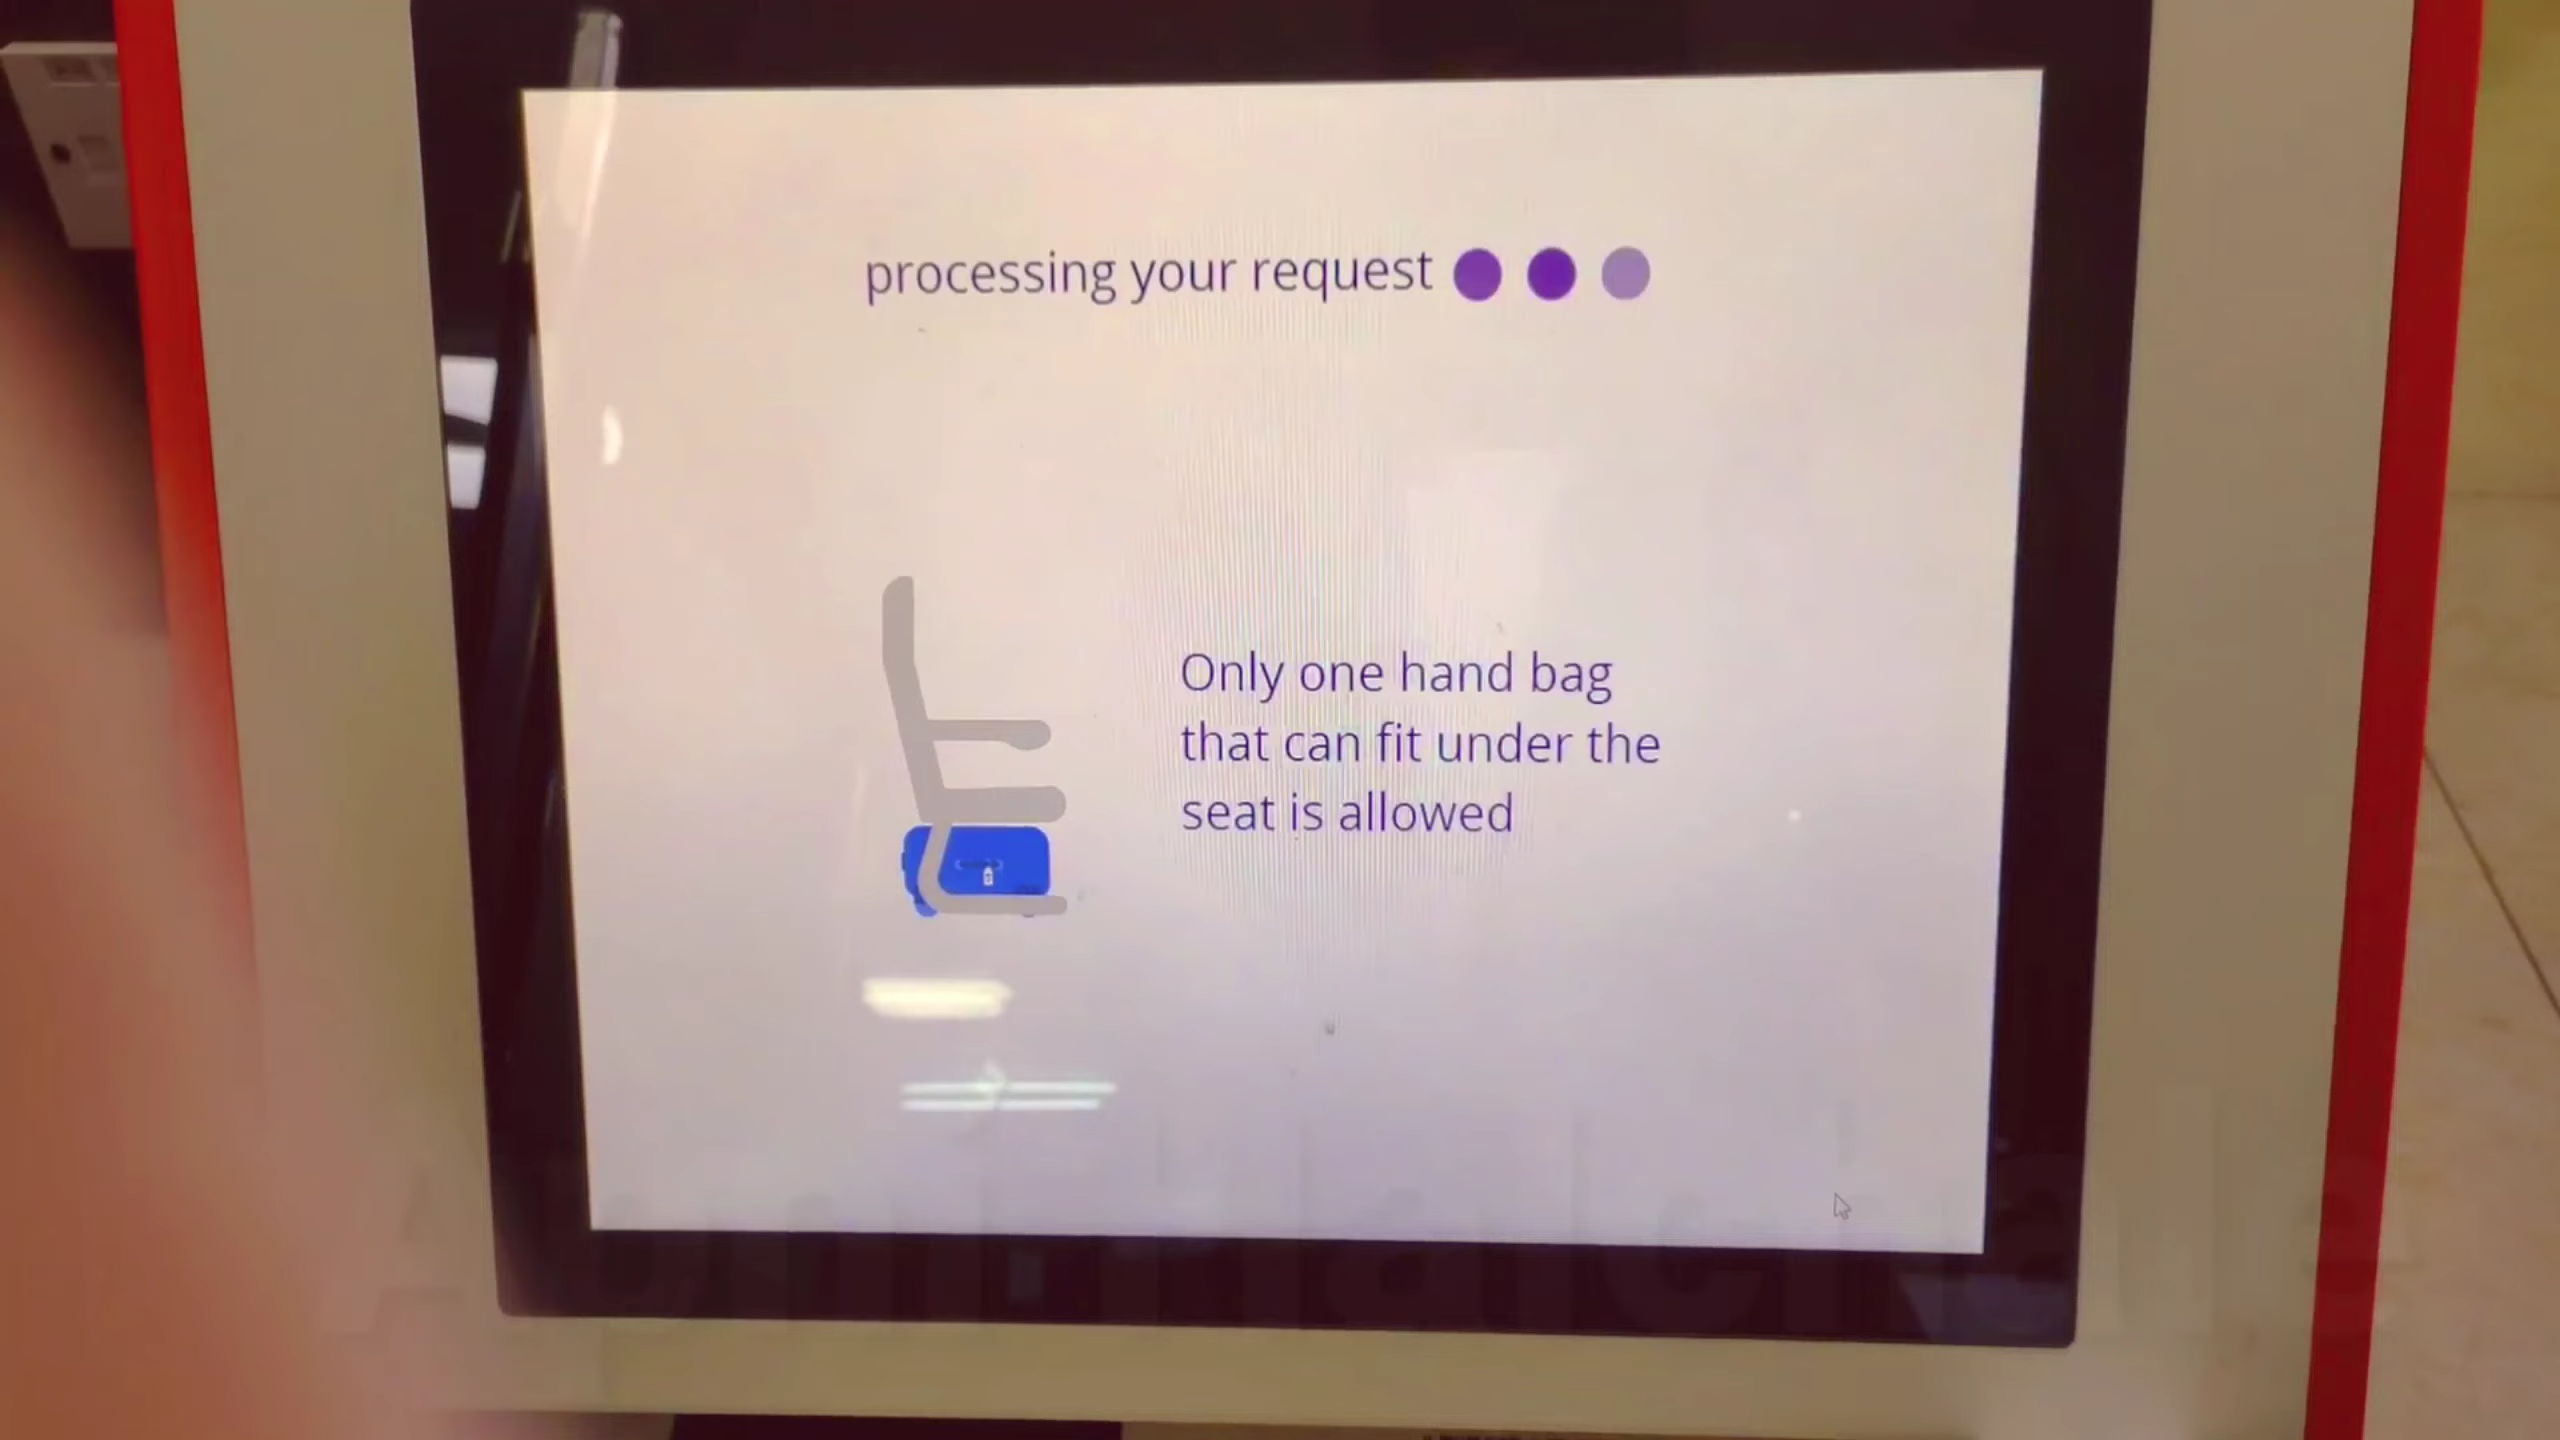 processing your request
Only one hand bag
that can fit under the
seat is allowed